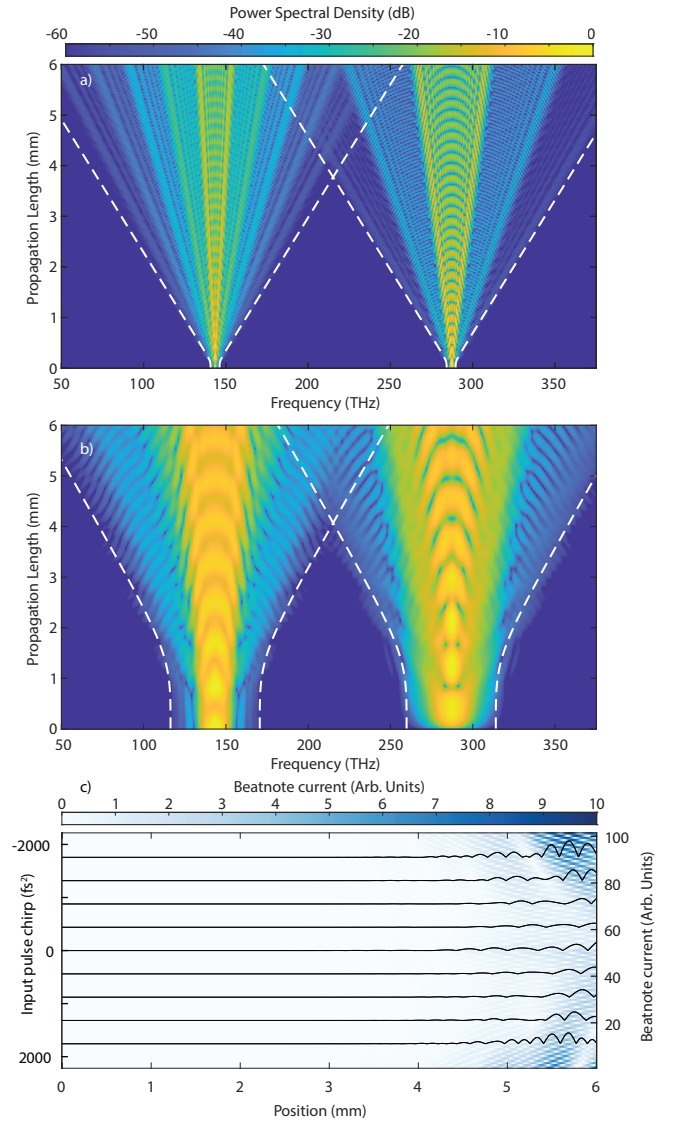 Power Spectral Density (dB)
-60 -50 -40 -30 -20 -10 0
a)
6
5
4
3
2
1
0
Propagation Length (mm)
50 100 150 200 250 300 350
Frequency (THz)
b)
6
5
4
3
2
1
0
Propagation Length (mm)
50 100 150 200 250 300 350
Frequency (THz)
c) Beatnote current (Arb. Units)
0 1 2 3 4 5 6 7 8 9 10
-2000
0
2000
Input pulse chirp (fs²)
100
80
60
40
20
Beatnote current (Arb. Units)
0 1 2 3 4 5 6
Position (mm)